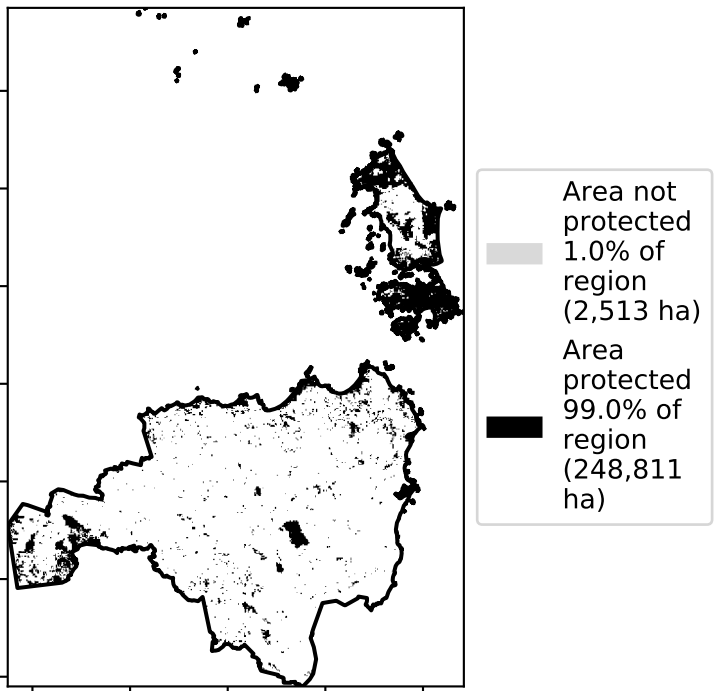 Area not
protected
1.0% of
region
(2,513 ha)
Area
protected
99.0% of
region
(248,811
ha)